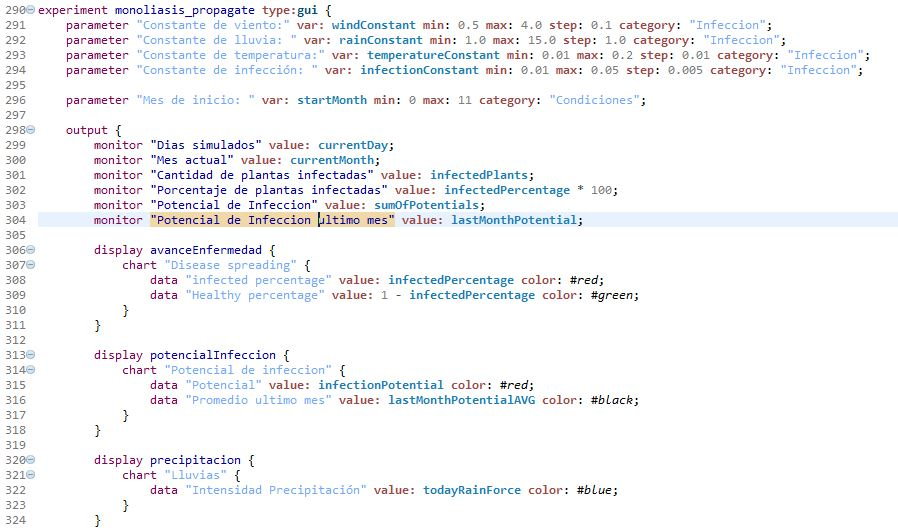 290 experiment monoliasis_propagate type:gui {
291     parameter "Constante de viento:" var: windConstant min: 0.5 max: 4.0 step: 0.1 category: "Infeccion";
292     parameter "Constante de lluvia: " var: rainConstant min: 1.0 max: 15.0 step: 1.0 category: "Infeccion";
293     parameter "Constante de temperatura:" var: temperatureConstant min: 0.01 max: 0.2 step: 0.01 category: "Infeccion";
294     parameter "Constante de infección: " var: infectionConstant min: 0.01 max: 0.05 step: 0.005 category: "Infeccion";
295
296     parameter "Mes de inicio: " var: startMonth min: 0 max: 11 category: "Condiciones";
297
298     output {
299         monitor "Dias simulados" value: currentDay;
300         monitor "Mes actual" value: currentMonth;
301         monitor "Cantidad de plantas infectadas" value: infectedPlants;
302         monitor "Porcentaje de plantas infectadas" value: infectedPercentage * 100;
303         monitor "Potencial de Infeccion" value: sumOfPotentials;
304         monitor "Potencial de Infeccion ultimo mes" value: lastMonthPotential;
305
306         display avanceEnfermedad {
307             chart "Disease spreading" {
308                 data "infected percentage" value: infectedPercentage color: #red;
309                 data "Healthy percentage" value: 1 - infectedPercentage color: #green;
310             }
311         }
312
313         display potencialInfeccion {
314             chart "Potencial de infeccion" {
315                 data "Potencial" value: infectionPotential color: #red;
316                 data "Promedio ultimo mes" value: lastMonthPotentialAVG color: #black;
317             }
318         }
319
320         display precipitacion {
321             chart "Lluvias" {
322                 data "Intensidad Precipitación" value: todayRainForce color: #blue;
323             }
324         }